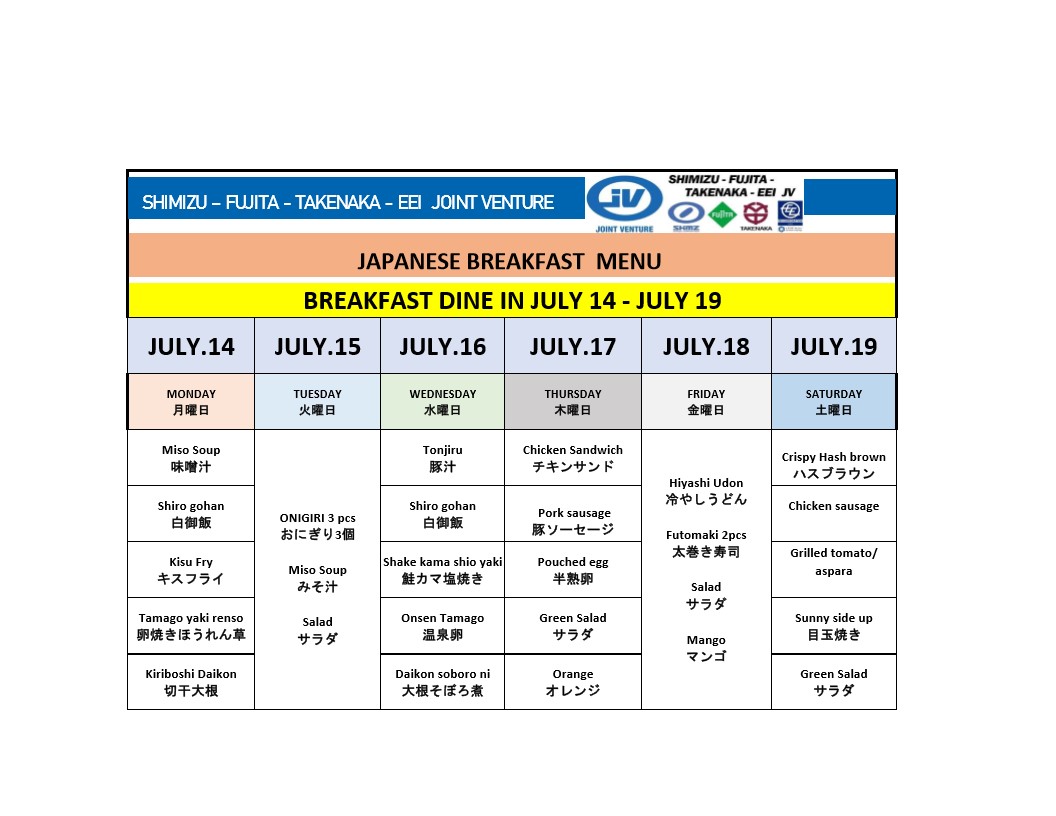 SHIMIZU – FUJITA - TAKENAKA – EEI JOINT VENTURE
JV
JOINT VENTURE
SHIMIZU - FUJITA -
TAKENAKA - EEI JV
SHIMZ
FUJITA
TAKENAKA
JAPANESE BREAKFAST MENU
BREAKFAST DINE IN JULY 14 - JULY 19
JULY.14
JULY.15
JULY.16
JULY.17
JULY.18
JULY.19
MONDAY
月曜日
TUESDAY
火曜日
WEDNESDAY
水曜日
THURSDAY
木曜日
FRIDAY
金曜日
SATURDAY
土曜日
Miso Soup
味噌汁
Shiro gohan
白御飯
Kisu Fry
キスフライ
Tamago yaki renso
卵焼きほうれん草
Kiriboshi Daikon
切干大根
ONIGIRI 3 pcs
おにぎり3個
Miso Soup
みそ汁
Salad
サラダ
Tonjiru
豚汁
Shiro gohan
白御飯
Shake kama shio yaki
鮭カマ塩焼き
Onsen Tamago
温泉卵
Daikon soboro ni
大根そぼろ煮
Chicken Sandwich
チキンサンド
Pork sausage
豚ソーセージ
Pouched egg
半熟卵
Green Salad
サラダ
Orange
オレンジ
Hiyashi Udon
冷やしうどん
Futomaki 2pcs
太巻き寿司
Salad
サラダ
Mango
マンゴ
Crispy Hash brown
ハスブラウン
Chicken sausage
Grilled tomato/
aspara
Sunny side up
目玉焼き
Green Salad
サラダ